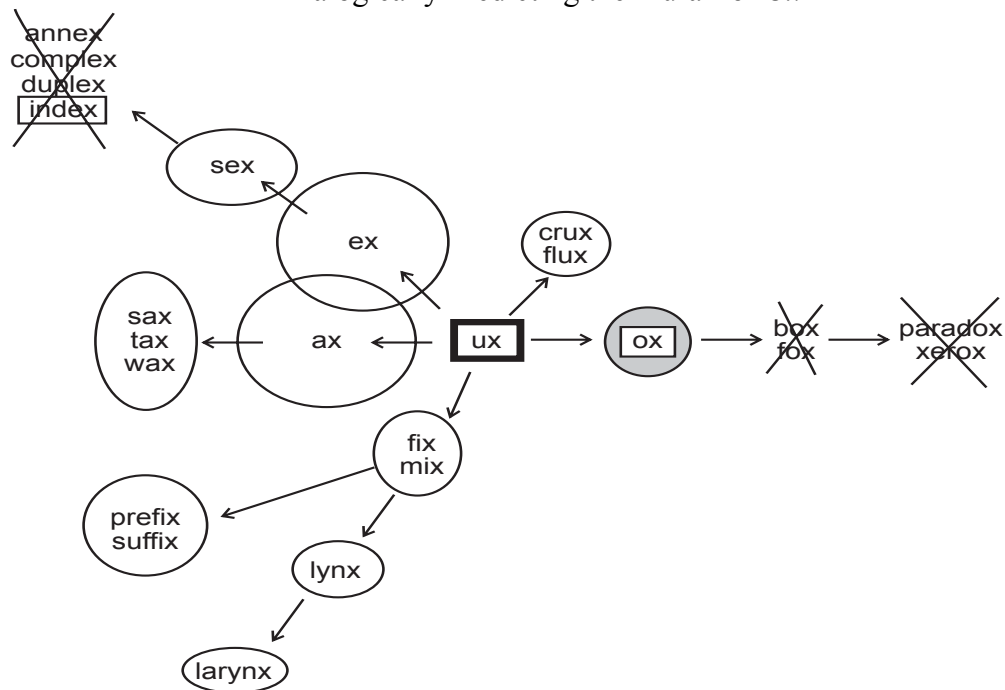 annex
complex
duplex
index
sex
ex
crux
flux
sax
tax
wax
ax
ux
ox
box
fox
paradox
xerox
fix
mix
prefix
suffix
lynx
larynx